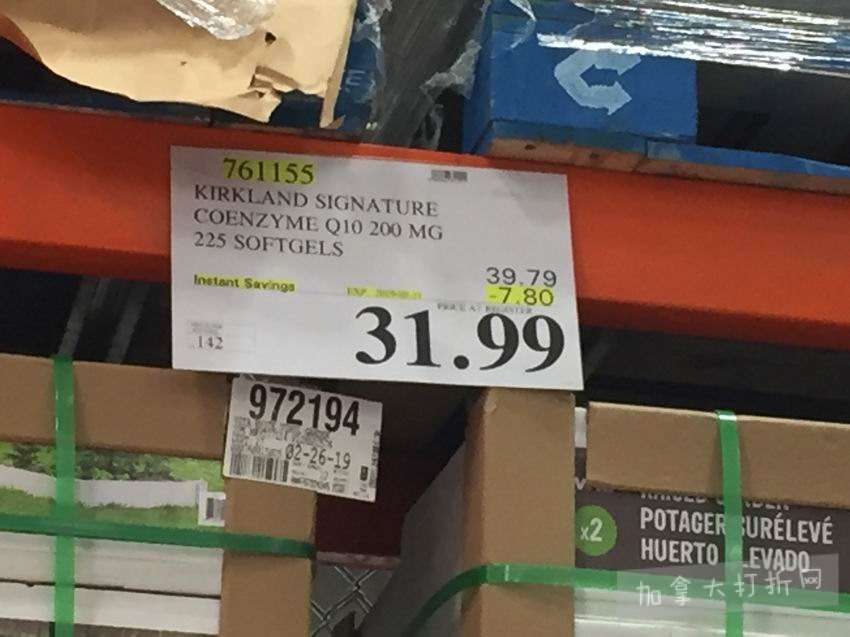 761155
KIRKLAND SIGNATURE
COENZYME Q10 200 MG
225 SOFTGELS
39.79
Instant Savings
-7.80
PRICE AT REGISTER
31.99
142
972194
02-26-19
x2
POTAGER SURÉLEVÉ
HUERTO ELEVADO
加拿大打折网